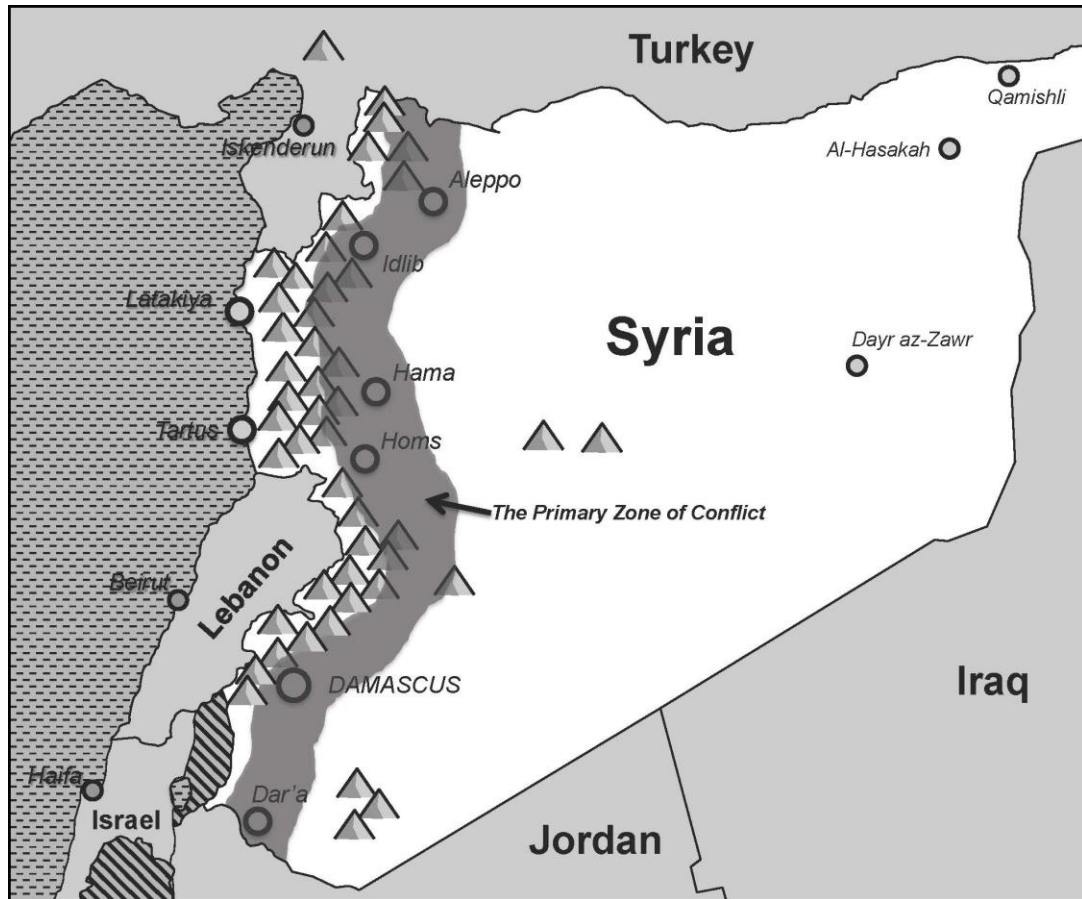 Turkey
Qamishli
Iskenderun
Al-Hasakah
Aleppo
Idlib
Latakiya
Syria
Dayr az-Zawr
Hama
Tartus
Homs
The Primary Zone of Conflict
Beirut
Lebanon
DAMASCUS
Iraq
Haifa
Dar'a
Israel
Jordan